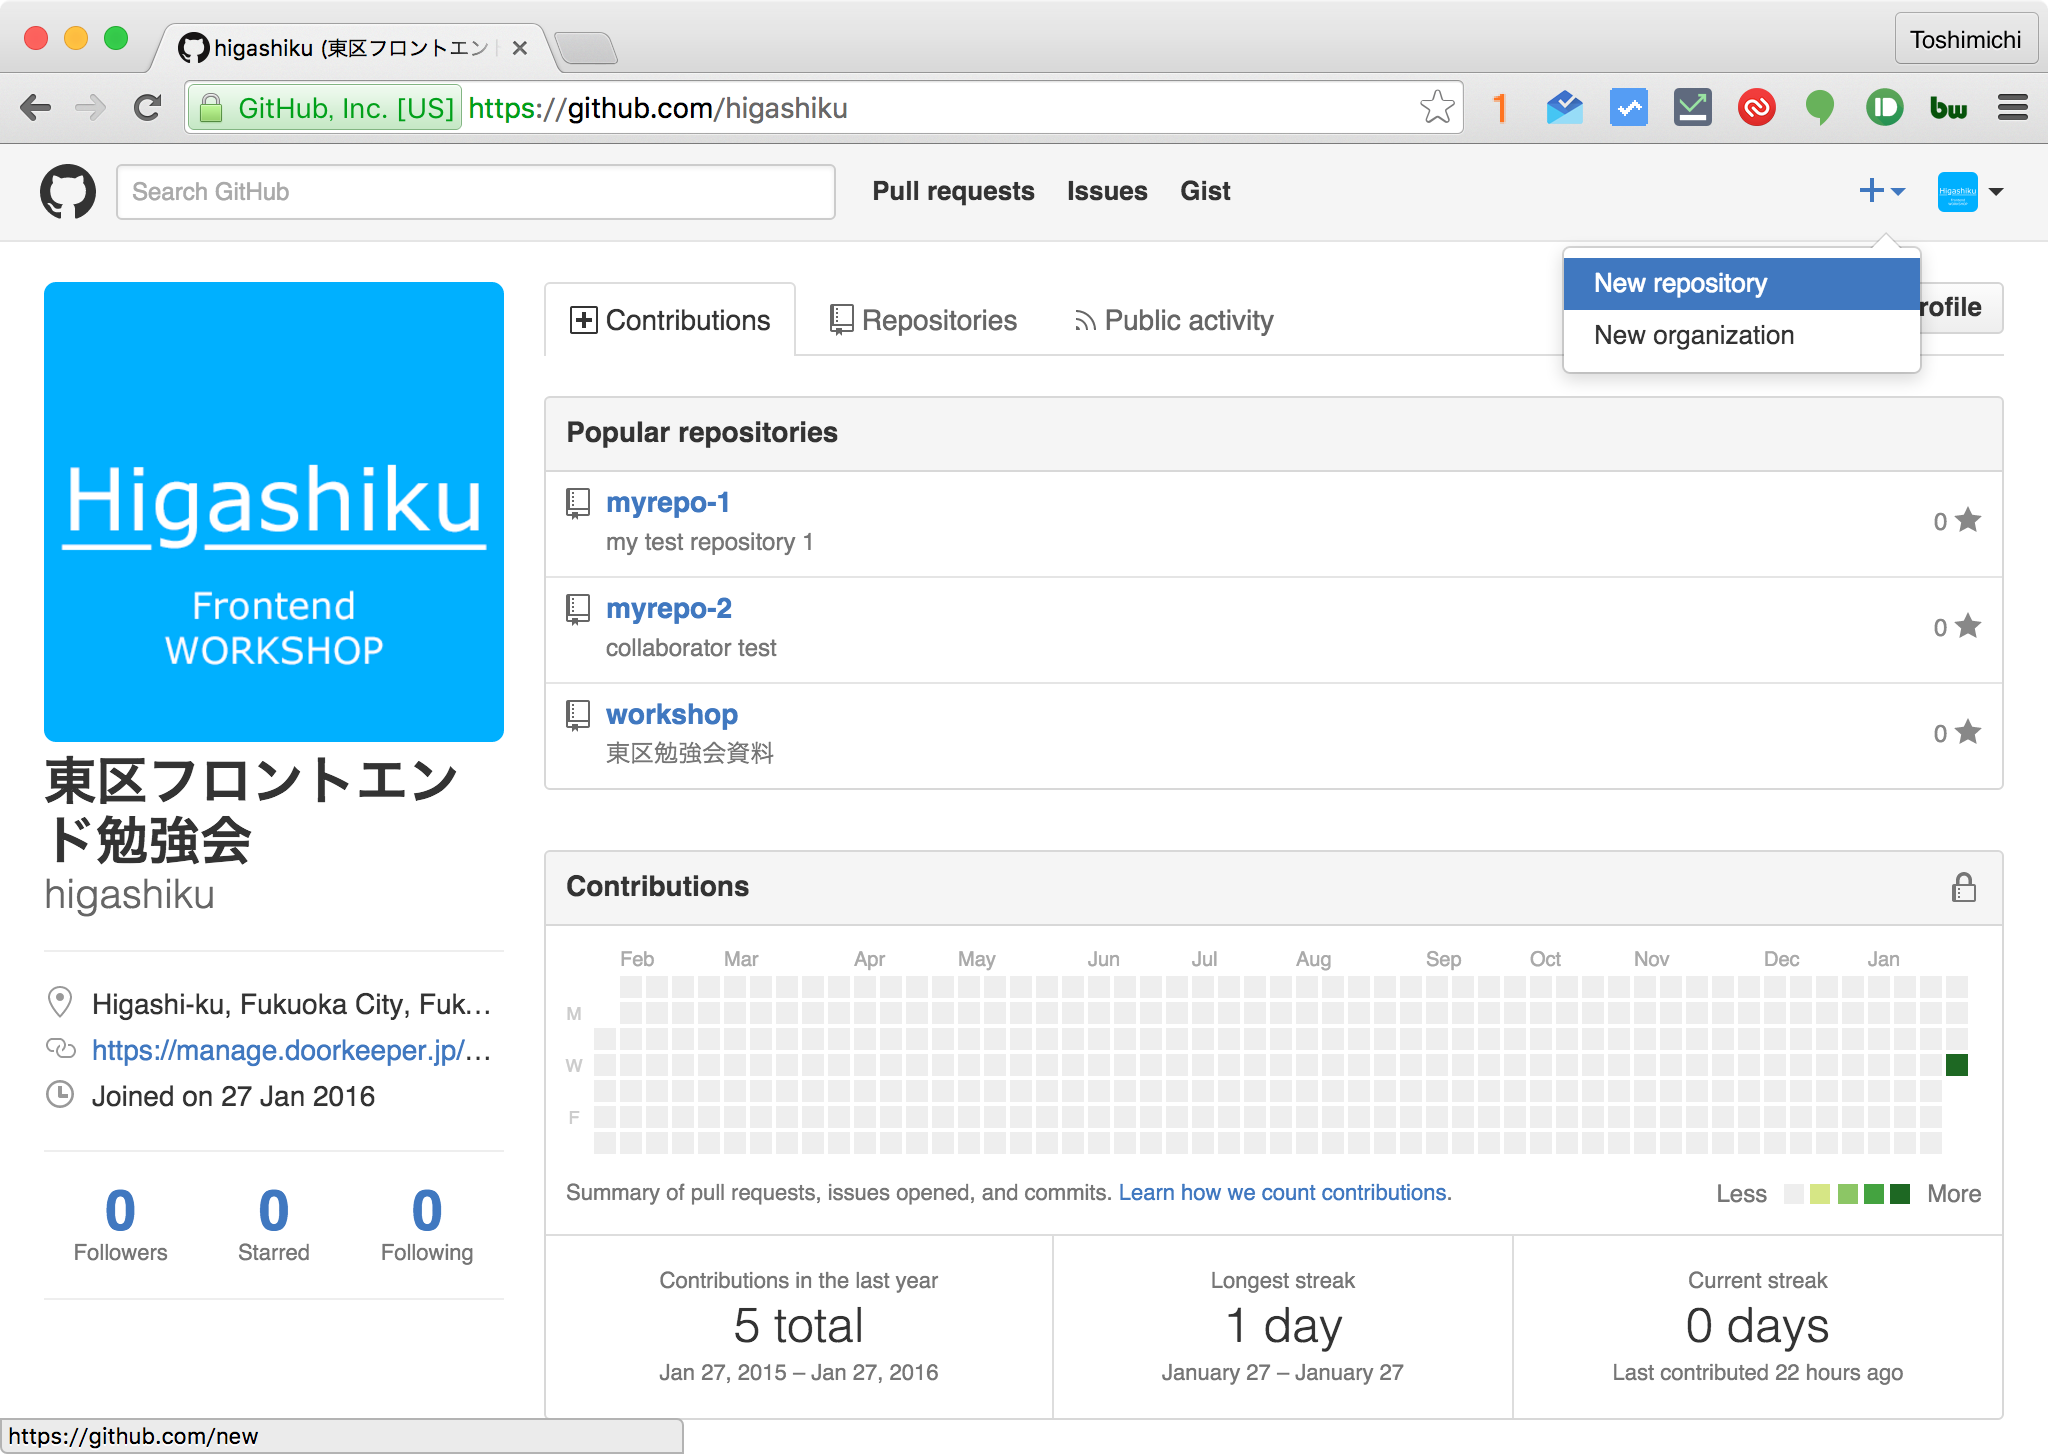 higashiku (東区フロントエン
Toshimichi
GitHub, Inc. [US] https://github.com/higashiku
1
bw
Search GitHub
Pull requests Issues Gist
Higashiku
New repository
New organization
rofile
Contributions Repositories Public activity
Higashiku
Frontend
WORKSHOP
東区フロントエン
ド勉強会
higashiku
Higashi-ku, Fukuoka City, Fuk...
https://manage.doorkeeper.jp/...
Joined on 27 Jan 2016
0 0 0
Followers Starred Following
Popular repositories
myrepo-1
my test repository 1
0
myrepo-2
collaborator test
0
workshop
東区勉強会資料
0
Contributions
Feb Mar Apr May Jun Jul Aug Sep Oct Nov Dec Jan
M
W
F
Summary of pull requests, issues opened, and commits. Learn how we count contributions.
Less More
Contributions in the last year
5 total
Jan 27, 2015 – Jan 27, 2016
Longest streak
1 day
January 27 – January 27
Current streak
0 days
Last contributed 22 hours ago
https://github.com/new